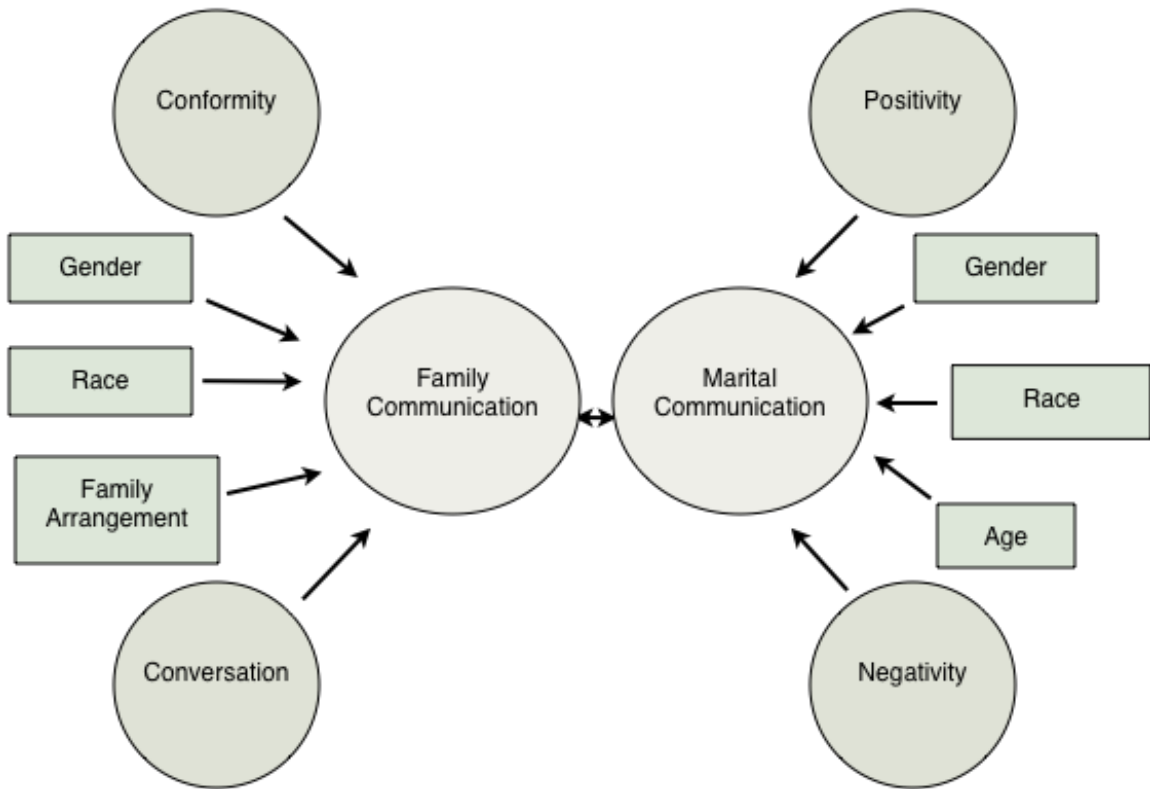 Conformity
Positivity
Gender
Gender
Race
Family
Communication
Marital
Communication
Race
Family
Arrangement
Age
Conversation
Negativity